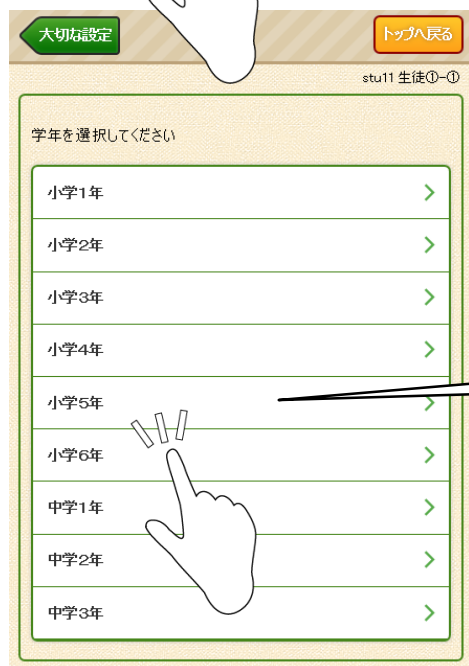 大切な設定
トップへ戻る
stu11 生徒①-①
学年を選択してください
小学1年
小学2年
小学3年
小学4年
小学5年
小学6年
中学1年
中学2年
中学3年